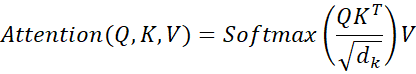 Attention(Q, K, V) = Softmax(QK^T / √d_k)V